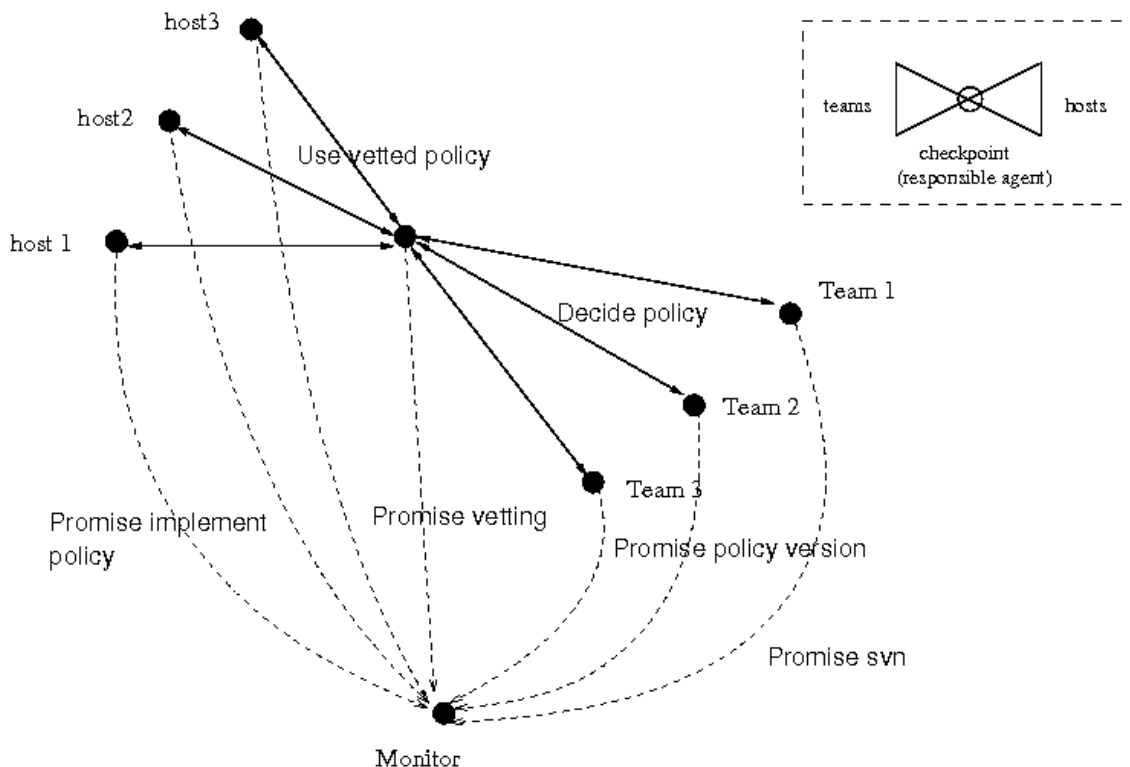 host3
host2
Use vetted policy
host 1
teams
hosts
checkpoint
(responsible agent)
Team 1
Decide policy
Team 2
Team 3
Promise implement
policy
Promise vetting
Promise policy version
Promise svn
Monitor